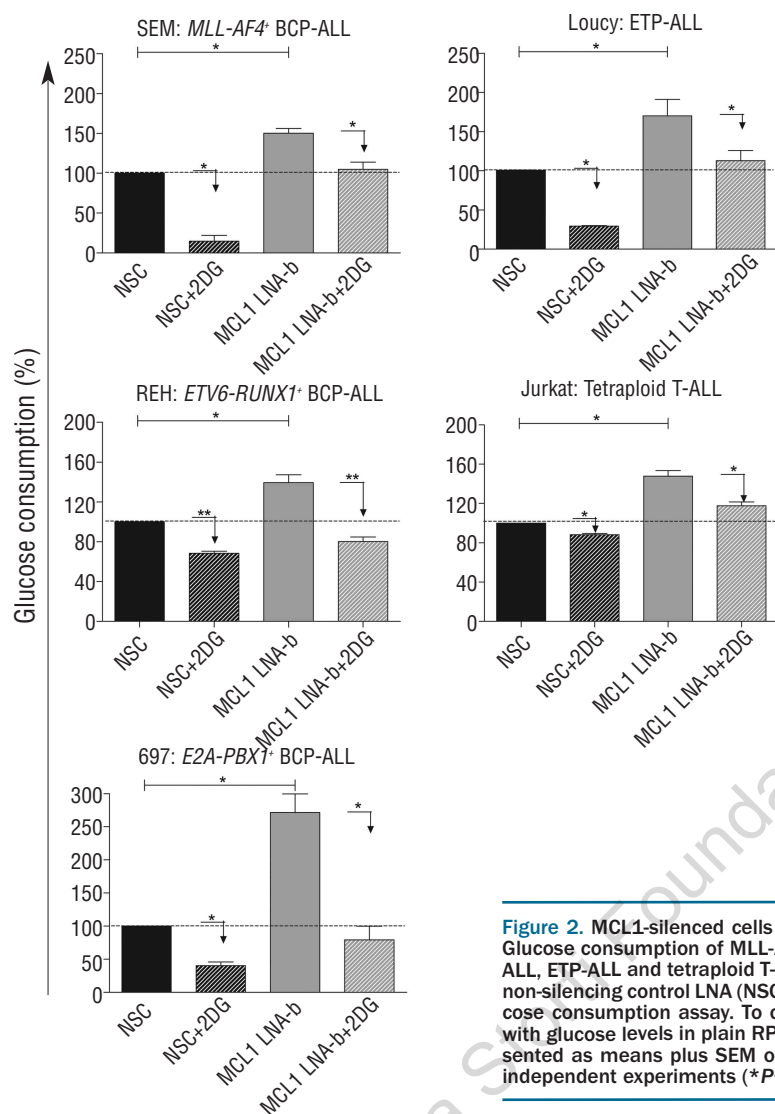 SEM: MLL-AF4+ BCP-ALL
*
250
200
150
100
50
0
*
*
NSC
NSC+2DG
MCL1 LNA-b
MCL1 LNA-b+2DG
Loucy: ETP-ALL
*
250
200
150
100
50
0
*
*
NSC
NSC+2DG
MCL1 LNA-b
MCL1 LNA-b+2DG
Glucose consumption (%)
REH: ETV6-RUNX1+ BCP-ALL
*
200
160
120
80
40
0
**
**
NSC
NSC+2DG
MCL1 LNA-b
MCL1 LNA-b+2DG
Jurkat: Tetraploid T-ALL
*
200
160
120
80
40
0
*
*
NSC
NSC+2DG
MCL1 LNA-b
MCL1 LNA-b+2DG
697: E2A-PBX1+ BCP-ALL
*
300
250
200
150
100
50
0
*
*
NSC
NSC+2DG
MCL1 LNA-b
MCL1 LNA-b+2DG
Figure 2. MCL1-silenced cells
Glucose consumption of MLL-
ALL, ETP-ALL and tetraploid T-
non-silencing control LNA (NSC
cose consumption assay. To
with glucose levels in plain RP
sented as means plus SEM o
independent experiments (*P